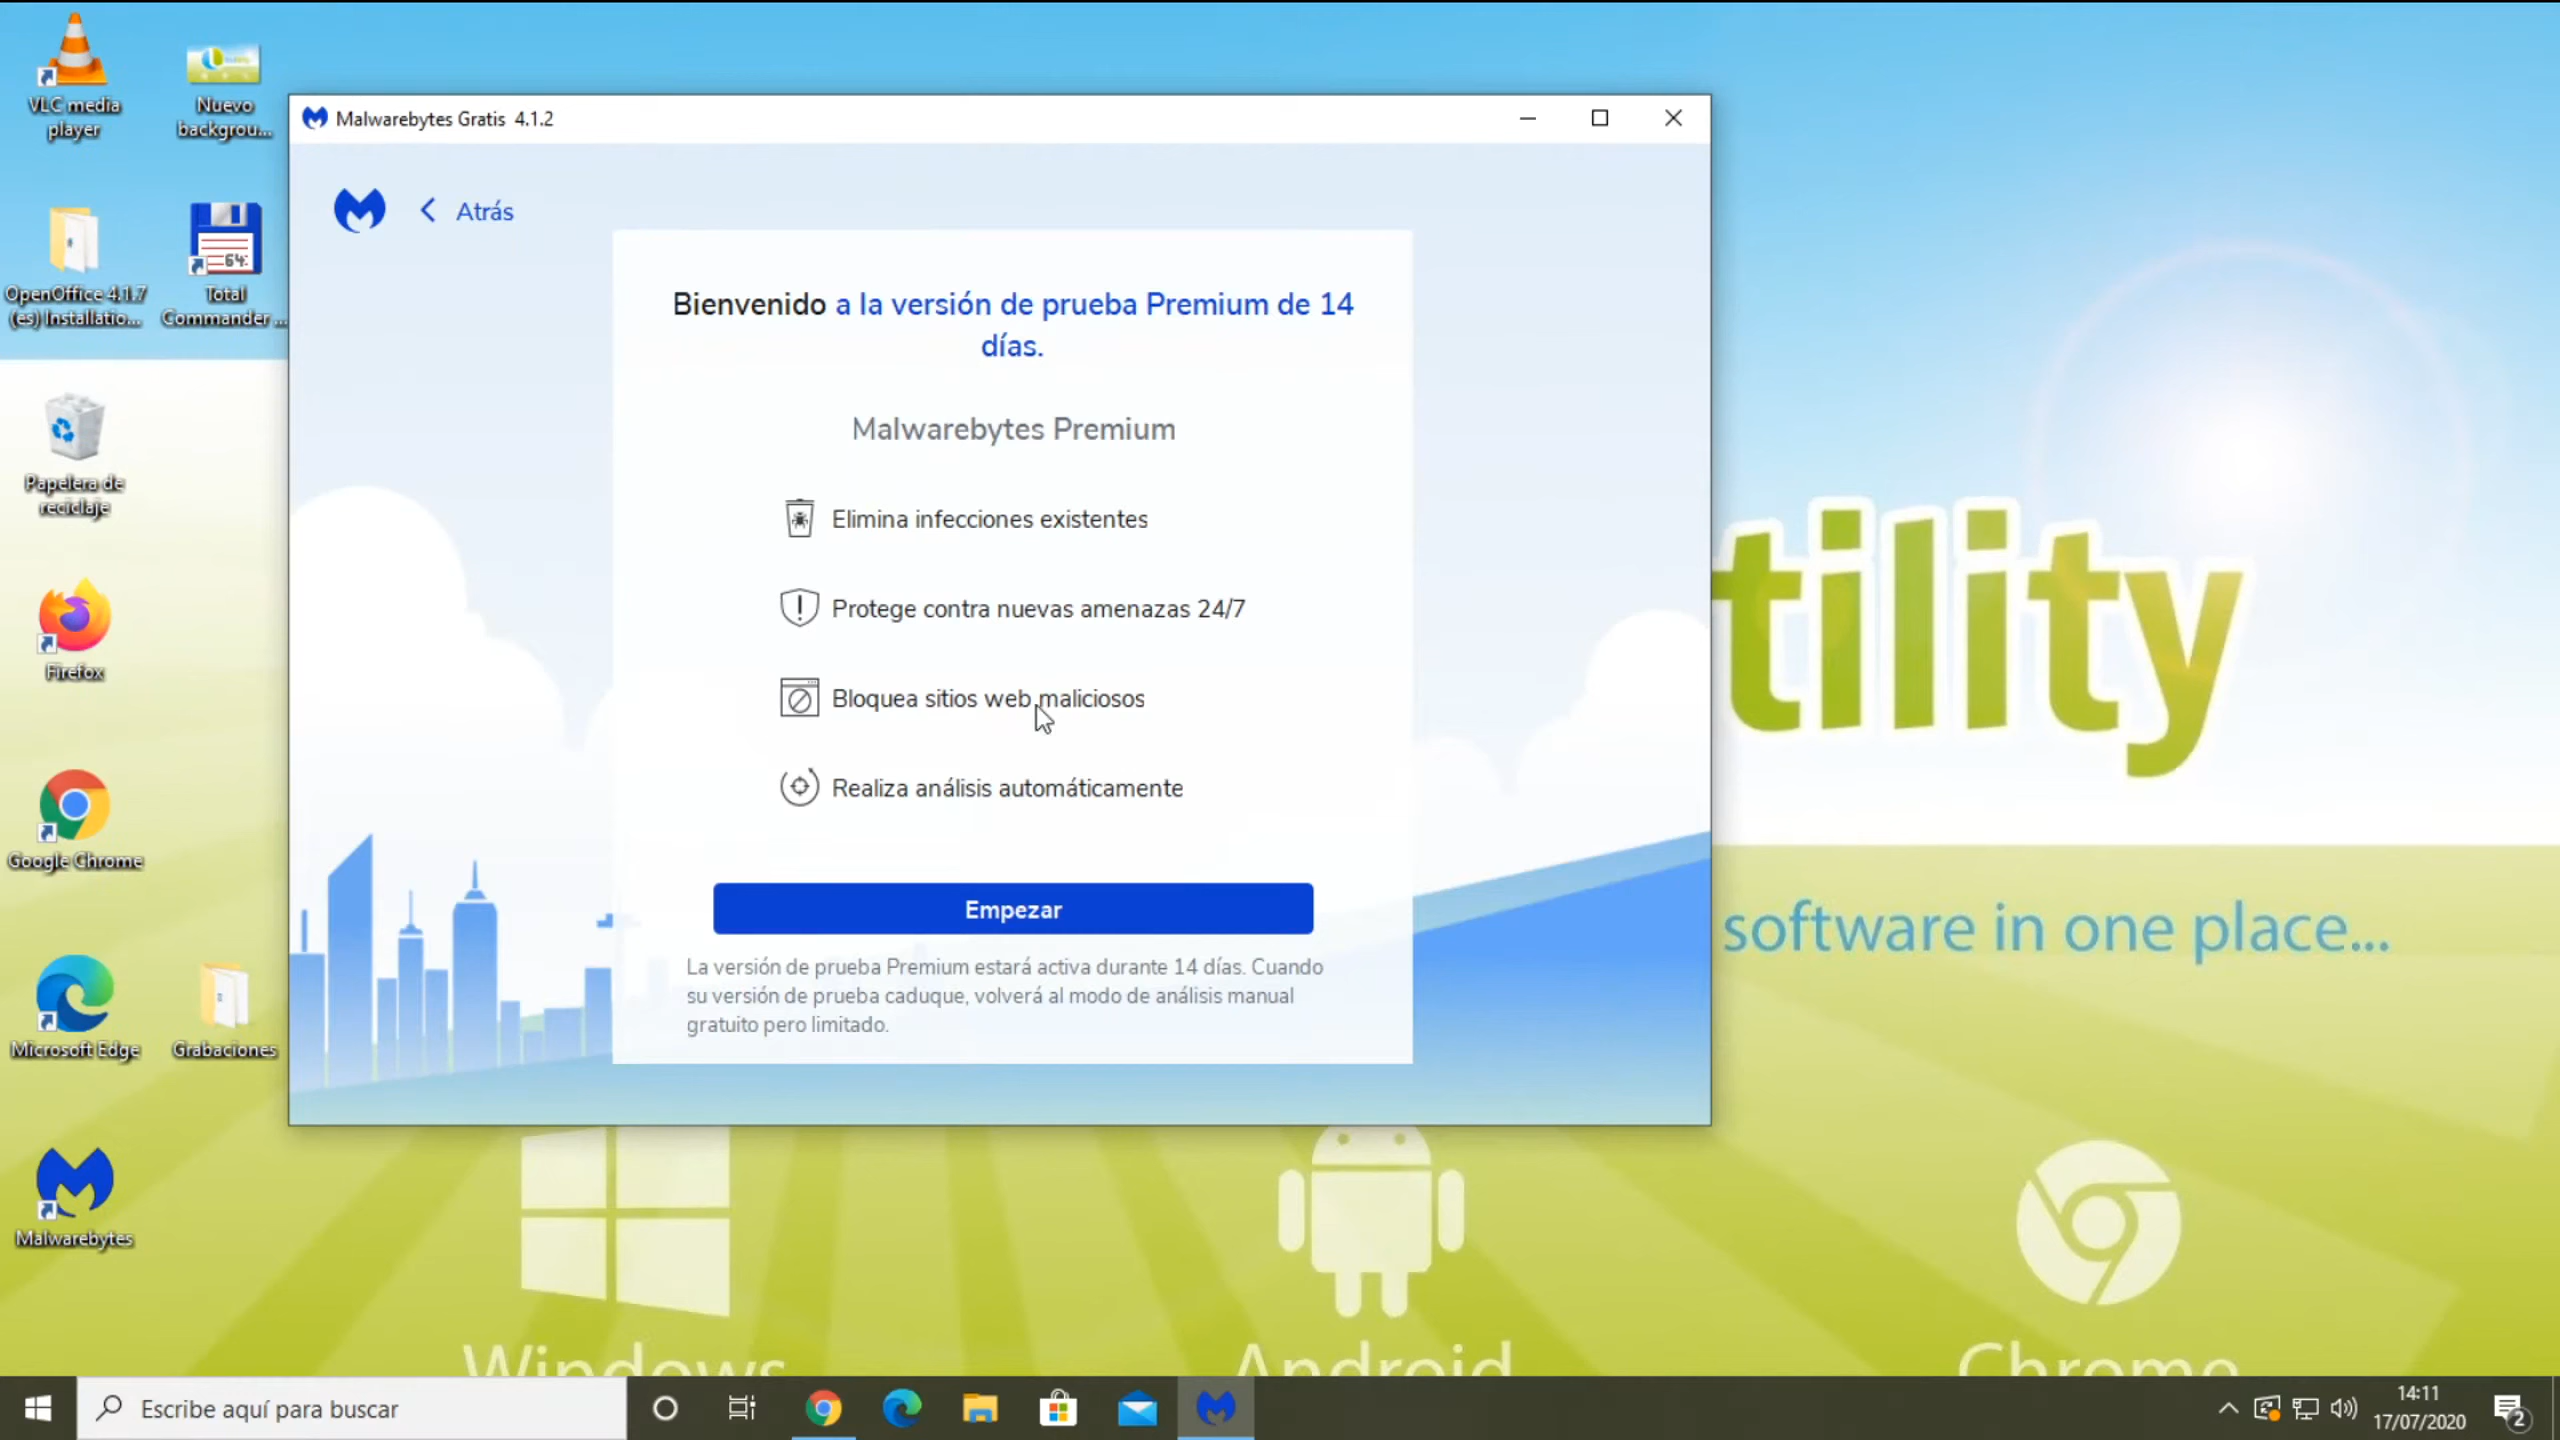 VLC media
player
Nuevo
backgrou...
OpenOffice 4.1.7
(es) Installatio...
64
Total
Commander ...
Papelera de
reciclaje
Firefox
Google Chrome
Microsoft Edge
Grabaciones
Malwarebytes
Malwarebytes Gratis 4.1.2
Atrás
Bienvenido a la versión de prueba Premium de 14
días.
Malwarebytes Premium
Elimina infecciones existentes
Protege contra nuevas amenazas 24/7
Bloquea sitios web maliciosos
Realiza análisis automáticamente
Empezar
La versión de prueba Premium estará activa durante 14 días. Cuando
su versión de prueba caduque, volverá al modo de análisis manual
gratuito pero limitado.
tility
software in one place...
Windows
Android
Chrome
Escribe aquí para buscar
14:11
17/07/2020
2